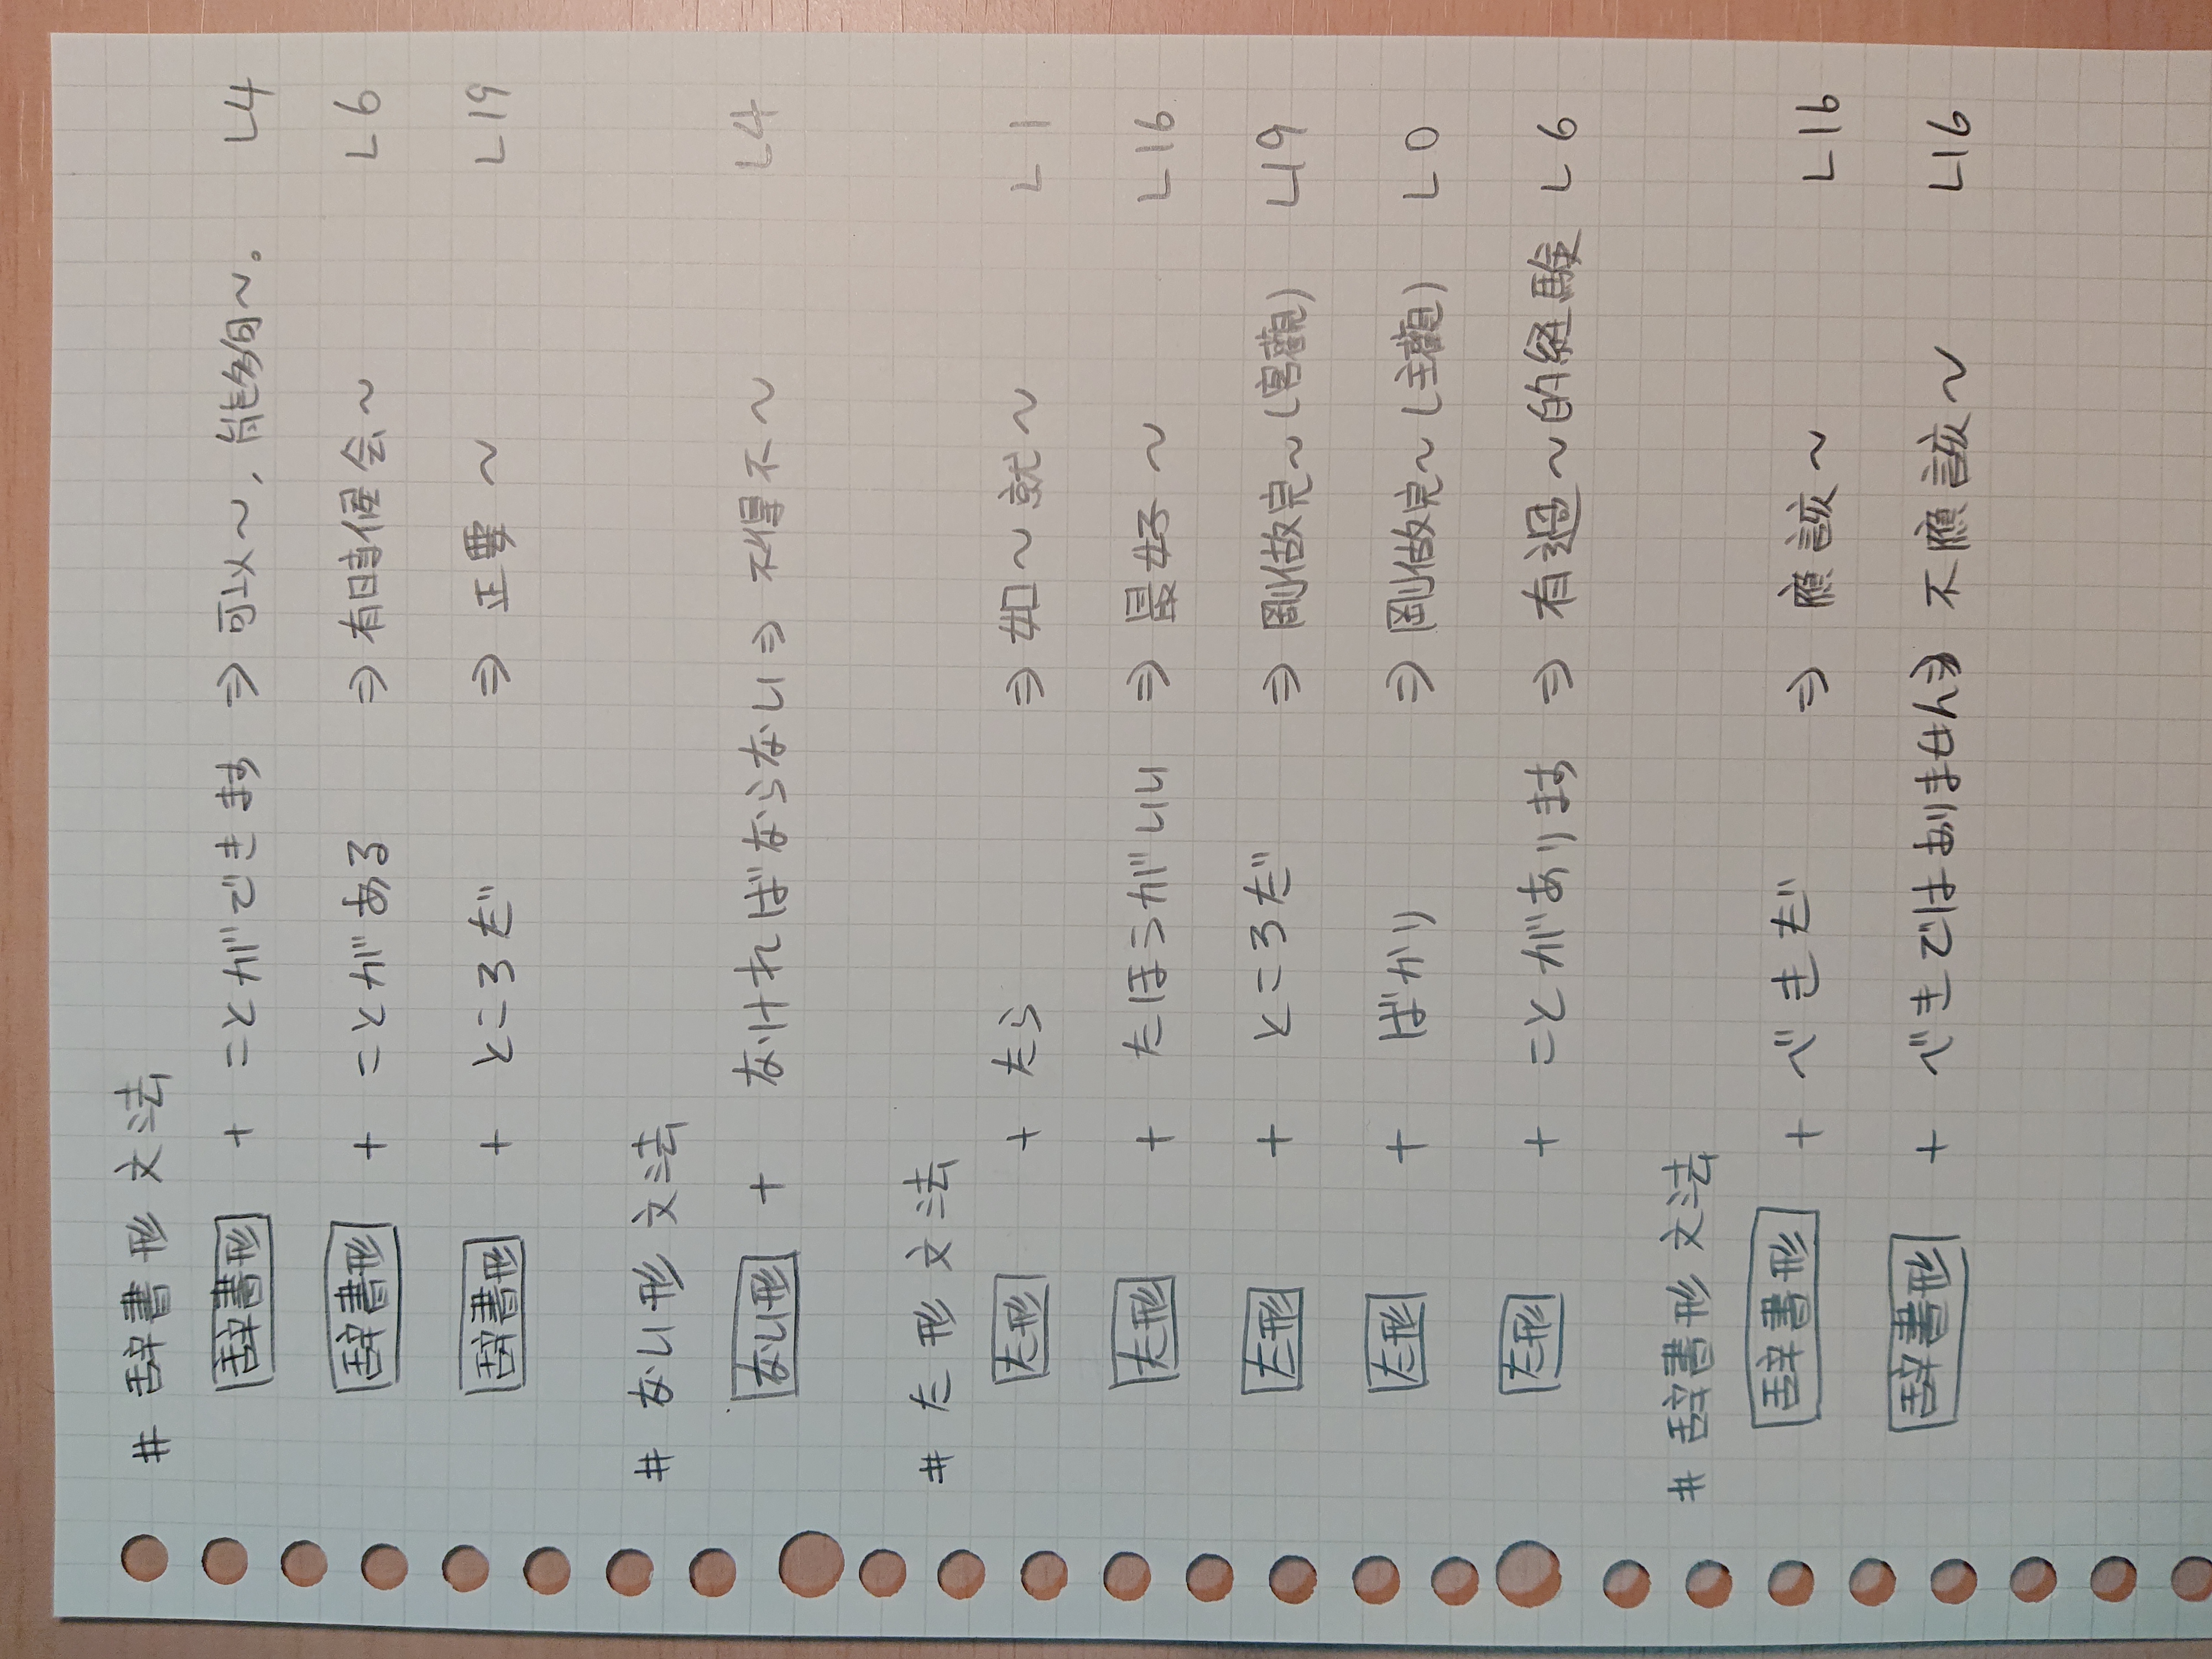 # 辞書形 文法
辞書形 + ことができます ⇒ 可以～, 能夠～。 L4
辞書形 + ことがある ⇒ 有時候会～ L6
辞書形 + ところだ ⇒ 正要～ L19
# ない形 文法
ない形 + なければならない ⇒ 不得不～ L4
# た形 文法
た形 + たら ⇒ 如～就～ L1
た形 + たほうがいい ⇒ 最好～ L16
た形 + ところだ ⇒ 剛做完～(客觀) L19
た形 + ばかり ⇒ 剛做完～(主觀) L0
た形 + ことがあります ⇒ 有過～的経験 L6
# 辞書形 文法
辞書形 + べきだ ⇒ 應該～ L16
辞書形 + べきではありません⇒ 不應該～ L16